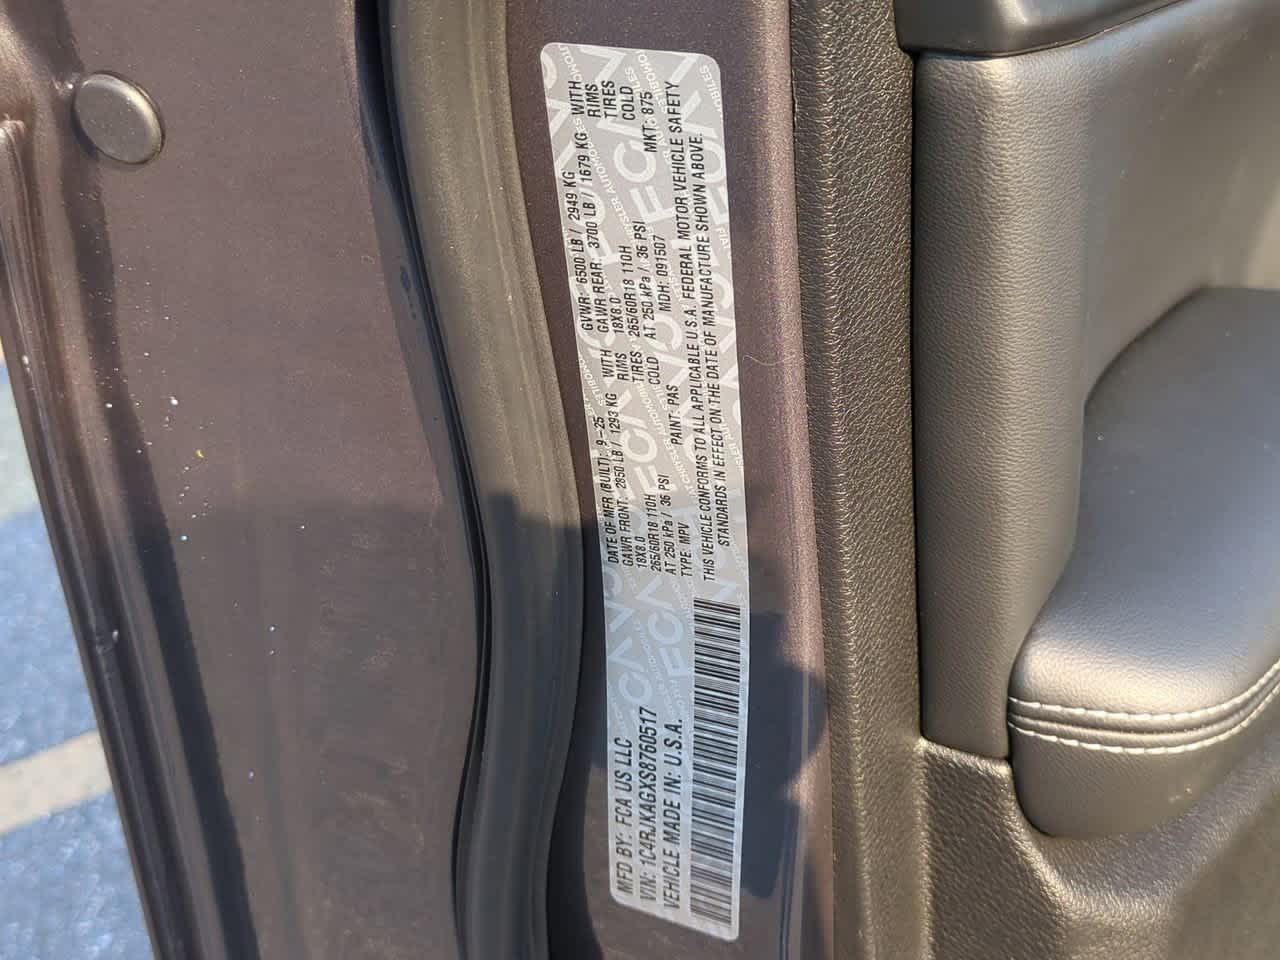 MFD BY: FCA US LLC
DATE OF MFR (BUILT): 9-25
GVWR: 6500 LB / 2949 KG
VIN: 1C4RJKAGXS8760517
GAWR FRONT: 2850 LB / 1293 KG WITH
GAWR REAR: 3700 LB / 1679 KG WITH
VEHICLE MADE IN: U.S.A.
18X8.0 RIMS
18X8.0 RIMS
265/60R18 110H TIRES
265/60R18 110H TIRES
AT 250 kPa / 36 PSI COLD
AT 250 kPa / 36 PSI COLD
TYPE: MPV PAINT: PAS MDH: 091507 MKT: 875
THIS VEHICLE CONFORMS TO ALL APPLICABLE U.S.A. FEDERAL MOTOR VEHICLE SAFETY
STANDARDS IN EFFECT ON THE DATE OF MANUFACTURE SHOWN ABOVE.